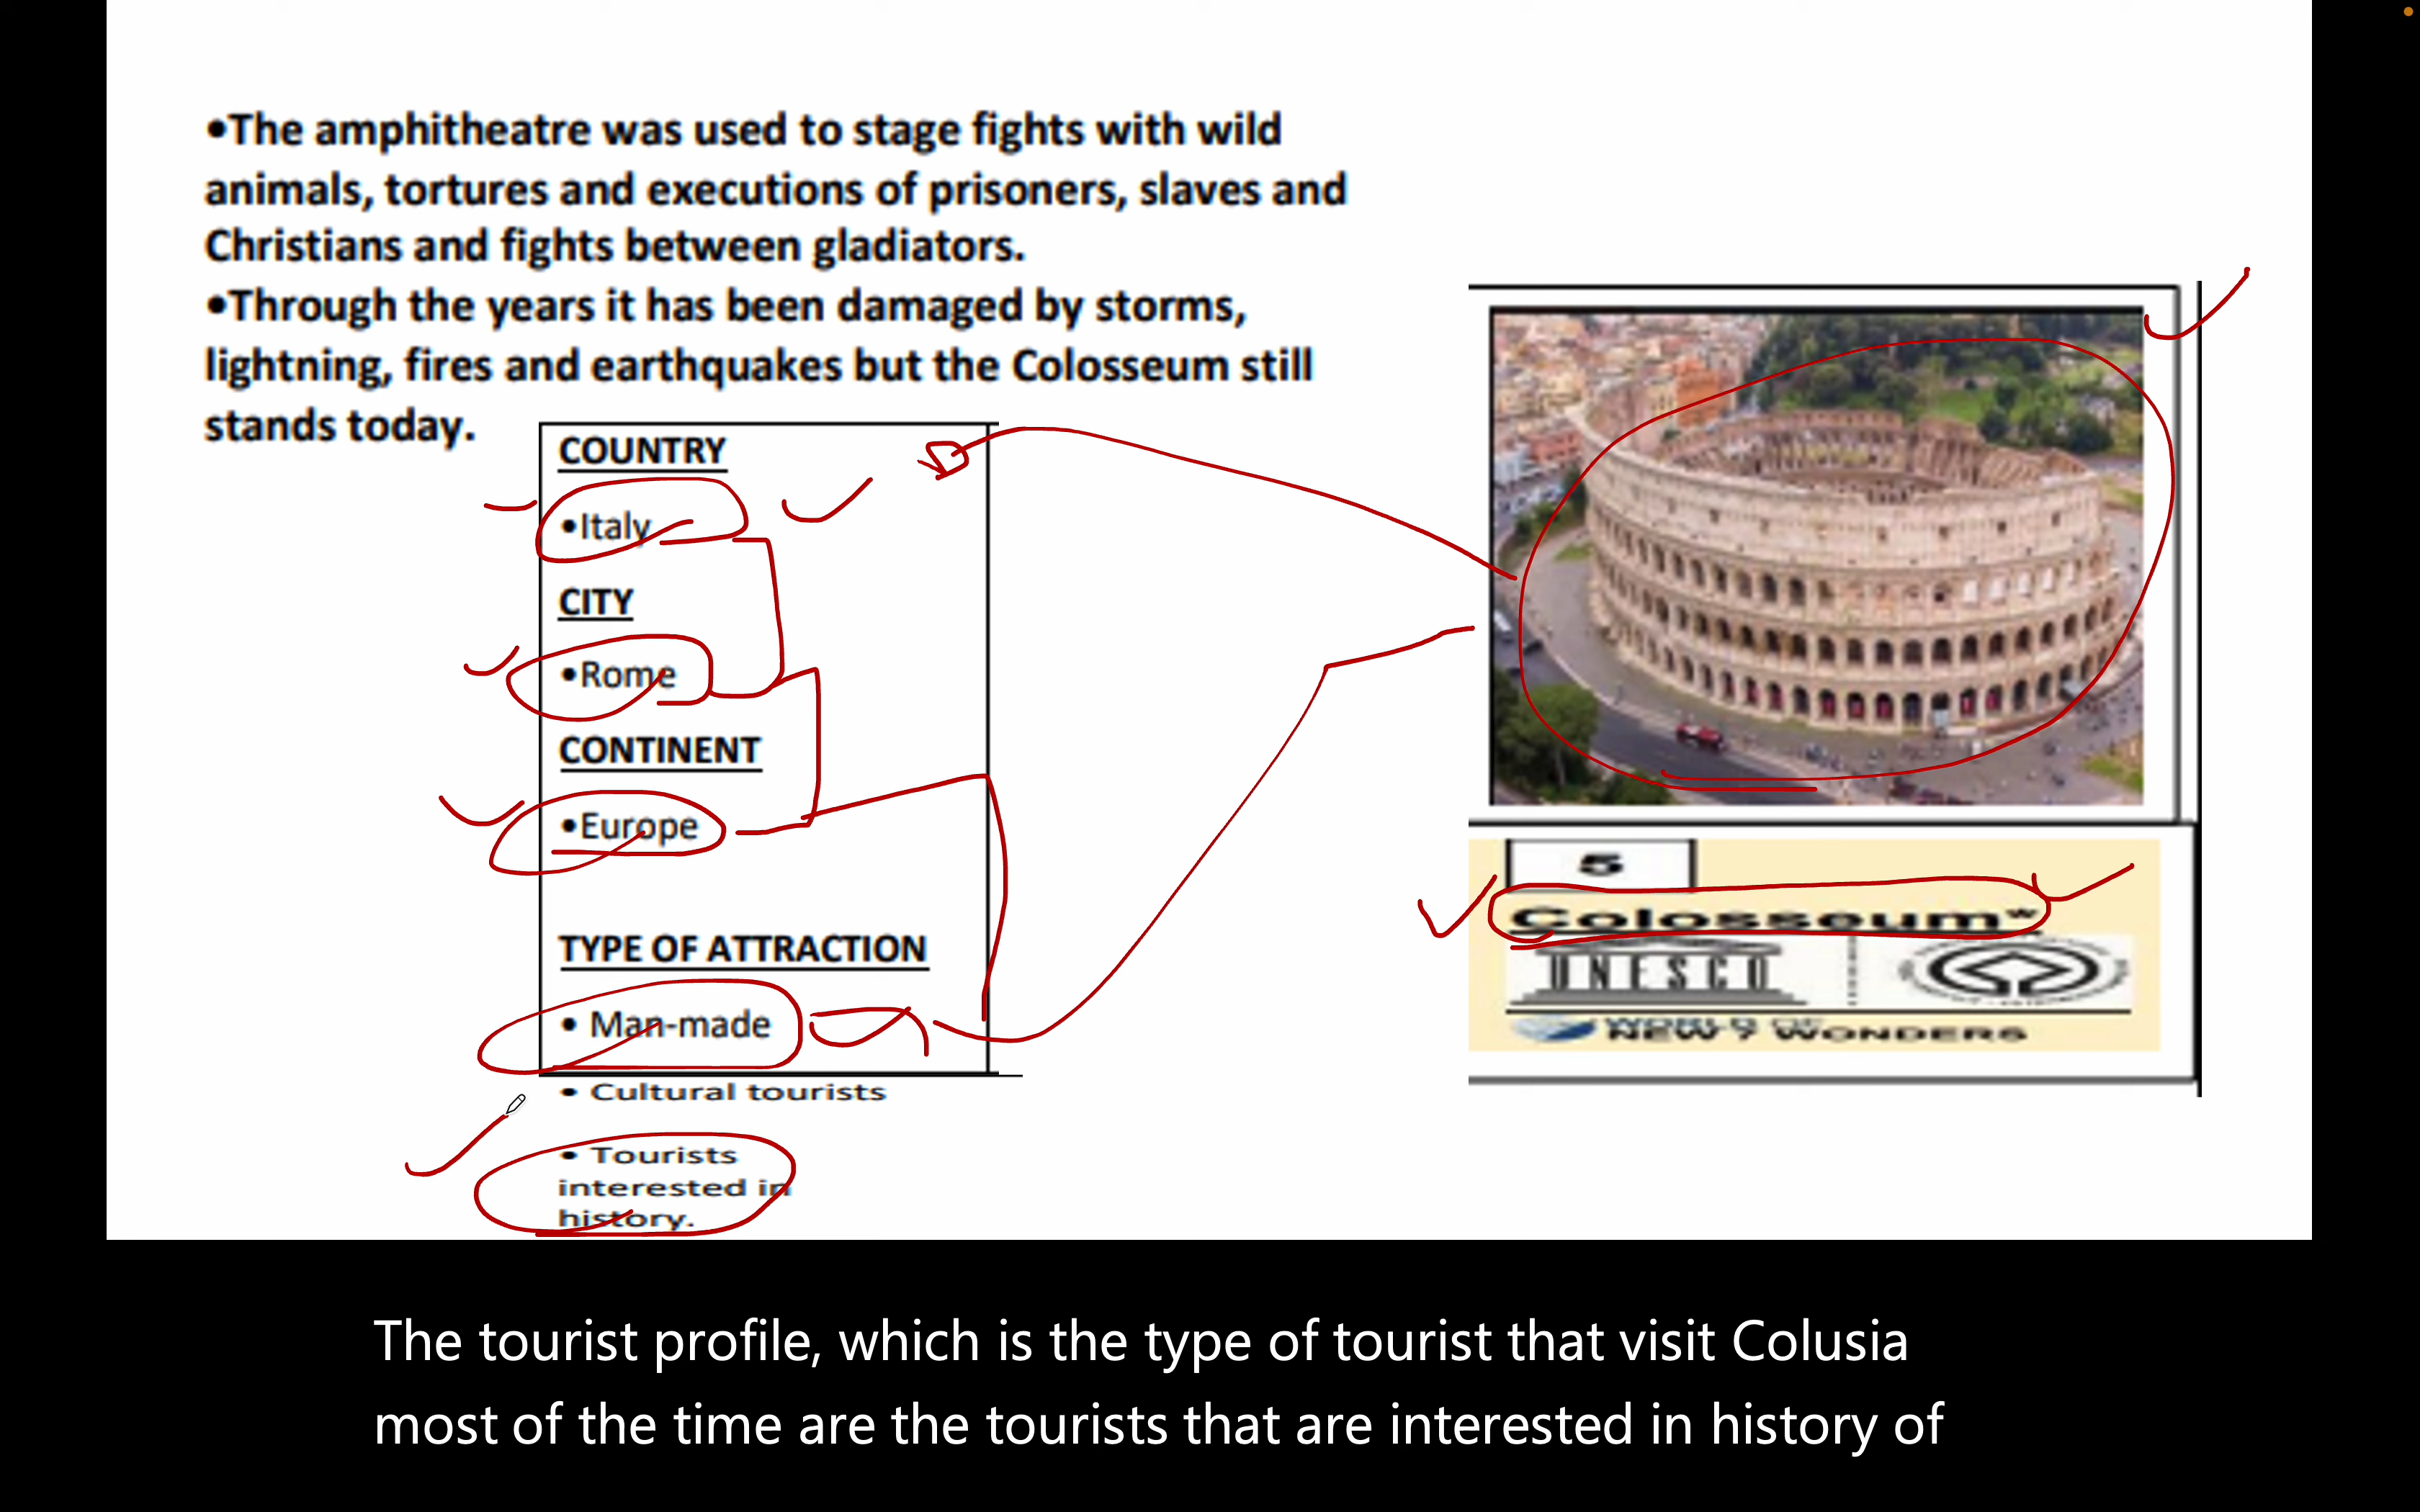 •The amphitheatre was used to stage fights with wild
animals, tortures and executions of prisoners, slaves and
Christians and fights between gladiators.
•Through the years it has been damaged by storms,
lightning, fires and earthquakes but the Colosseum still
stands today.
COUNTRY
•Italy
CITY
•Rome
CONTINENT
•Europe
TYPE OF ATTRACTION
• Man-made
• Cultural tourists
• Tourists
interested in
history.
5
Colosseum*
UNESCO
NEW 7 WONDERS
The tourist profile, which is the type of tourist that visit Colusia
most of the time are the tourists that are interested in history of